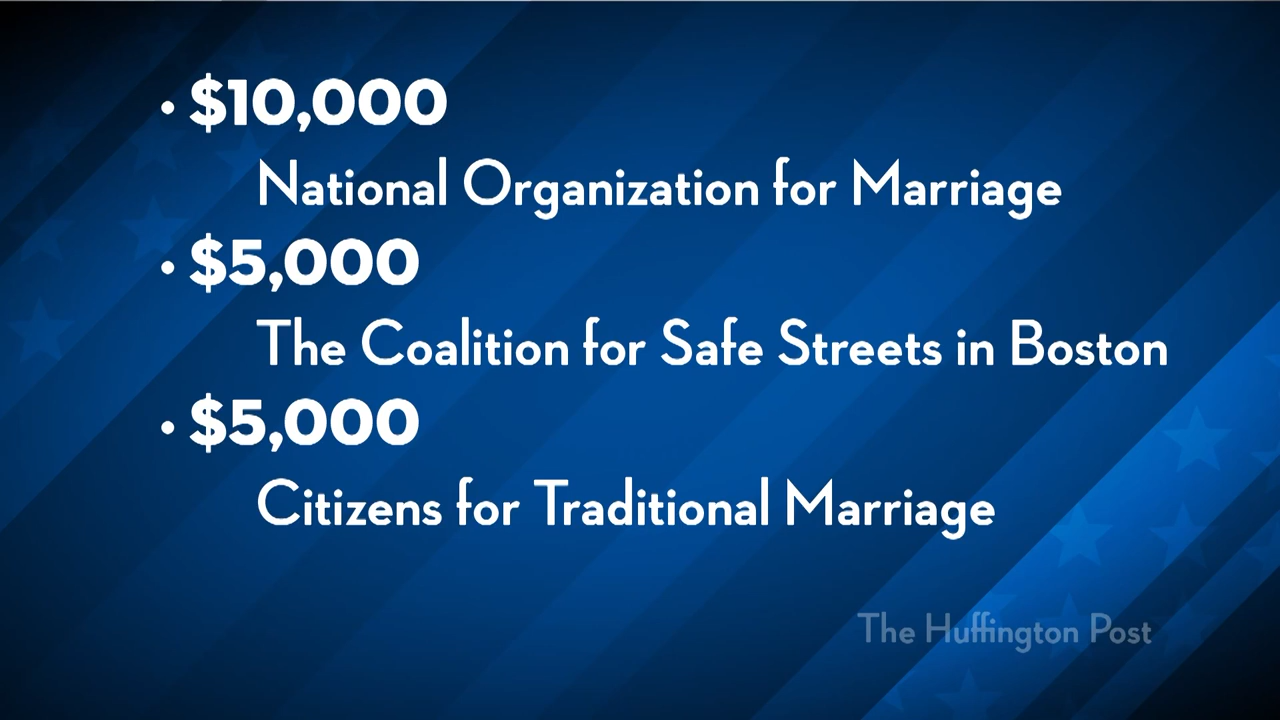 • $10,000
National Organization for Marriage
• $5,000
The Coalition for Safe Streets in Boston
• $5,000
Citizens for Traditional Marriage
The Huffington Post